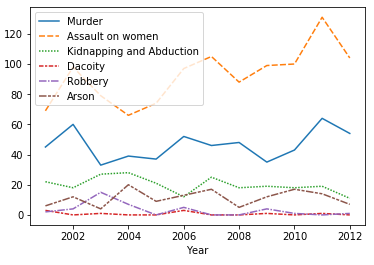 Murder
Assault on women
Kidnapping and Abduction
Dacoity
Robbery
Arson
120
100
80
60
40
20
0
2002 2004 2006 2008 2010 2012
Year